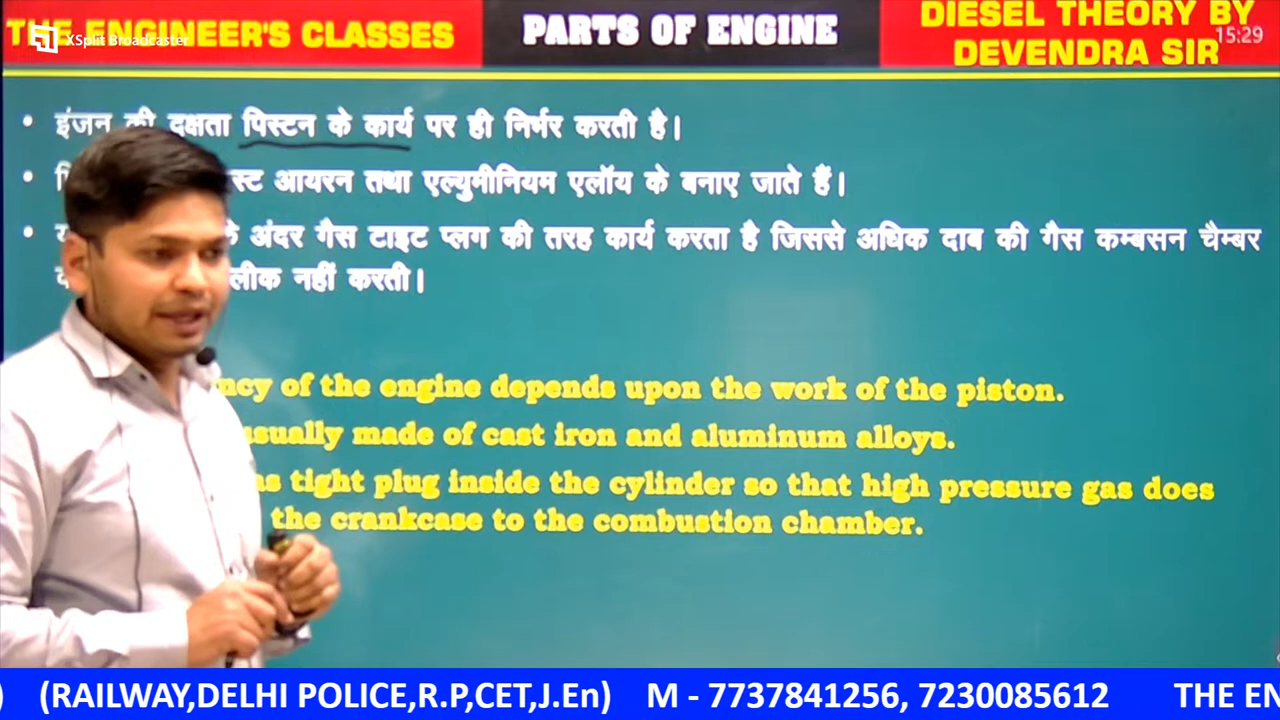 THE ENGINEER'S CLASSES
XSplit Broadcaster
PARTS OF ENGINE
DIESEL THEORY BY
DEVENDRA SIR
15:29
• इंजन की दक्षता पिस्टन के कार्य पर ही निर्भर करती है।
• आयरन तथा एल्युमीनियम एलॉय के बनाए जाते हैं।
• अंदर गैस टाइट प्लग की तरह कार्य करता है जिससे अधिक दाब की गैस कम्बसन चैम्बर
लीक नहीं करती।
of the engine depends upon the work of the piston.
made of cast iron and aluminum alloys.
tight plug inside the cylinder so that high pressure gas does
the crankcase to the combustion chamber.
) (RAILWAY,DELHI POLICE,R.P,CET,J.En) M - 7737841256, 7230085612 THE EN